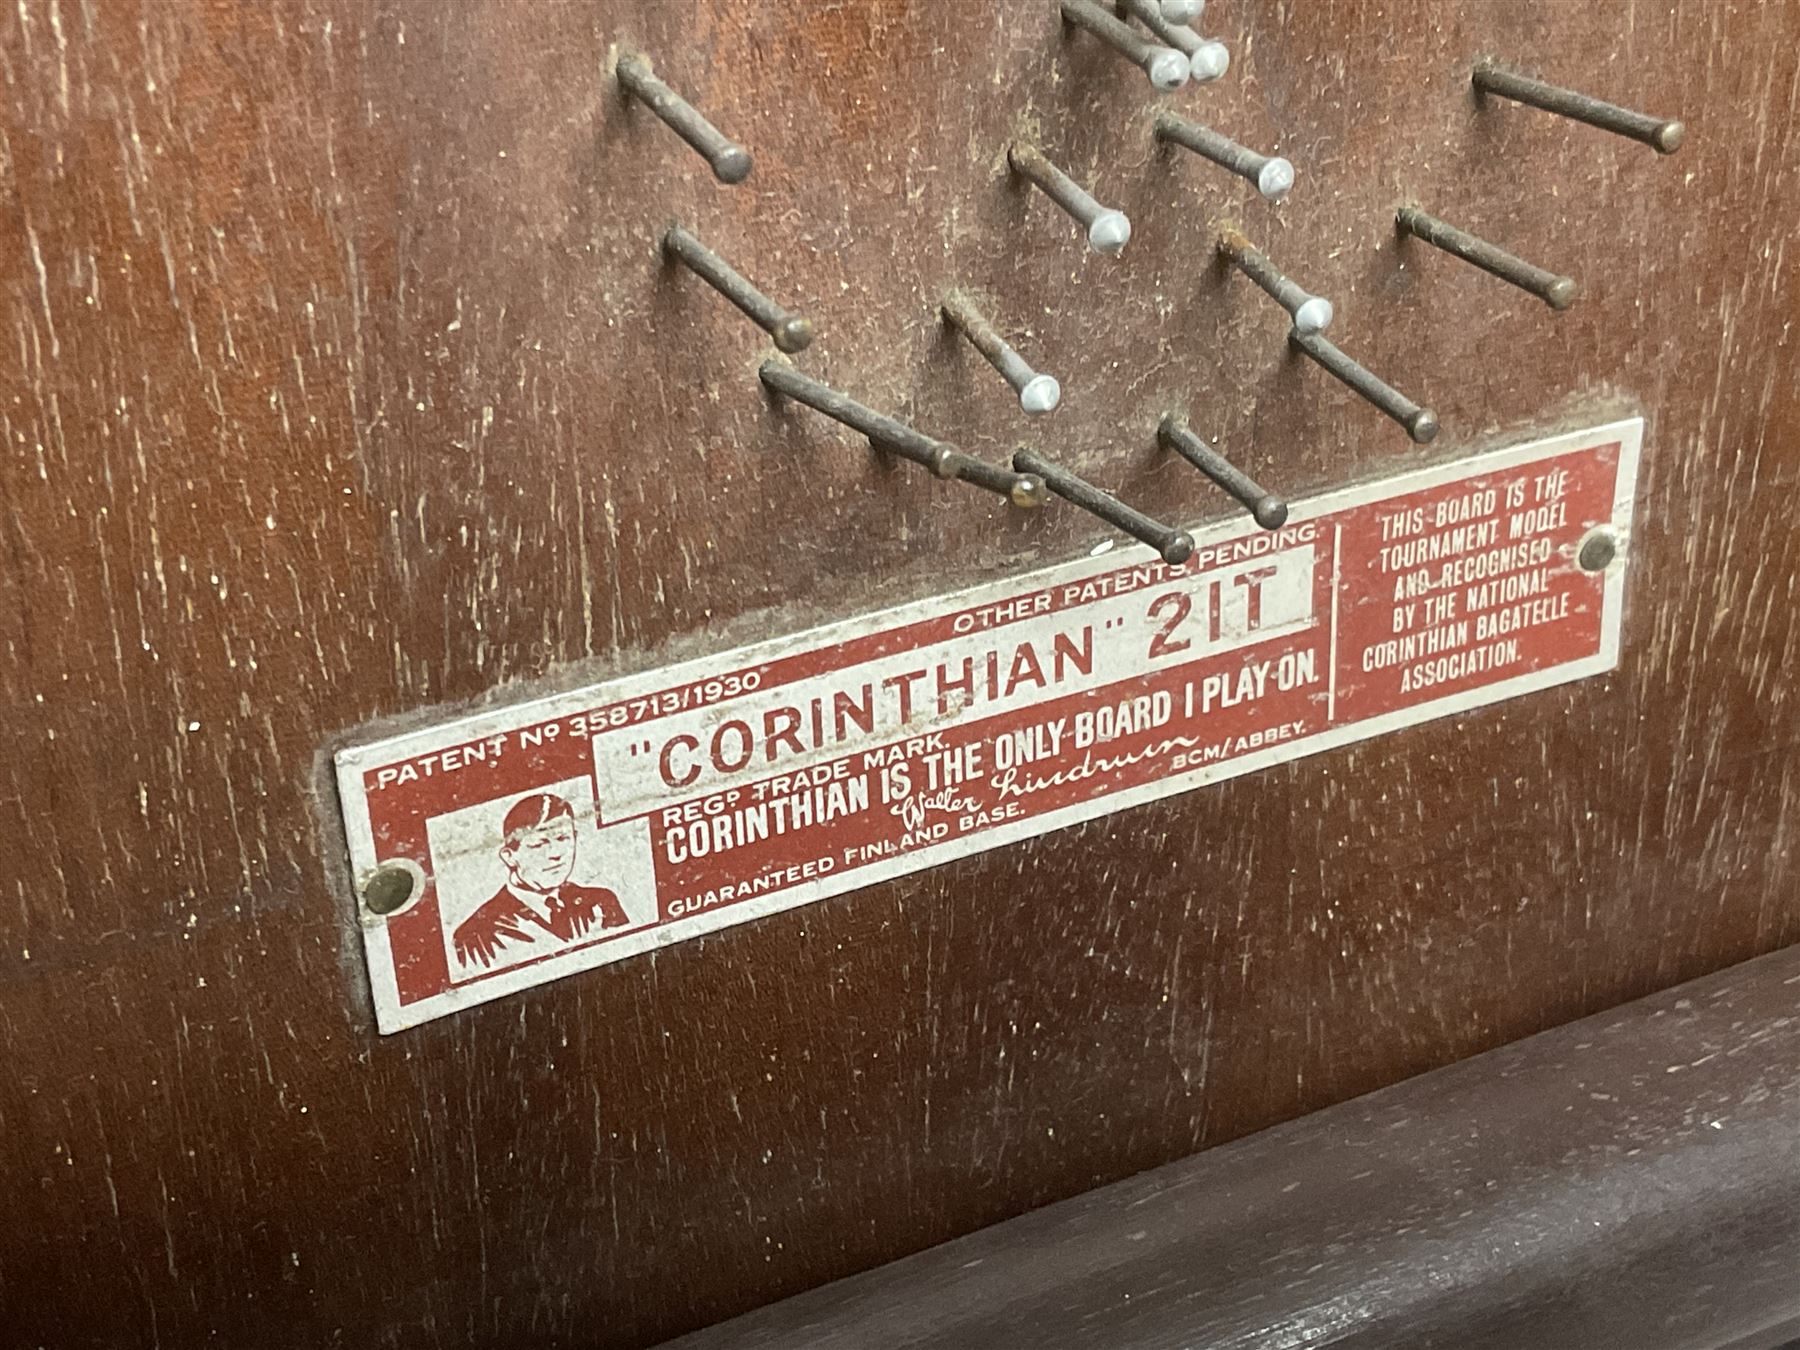 PATENT Nº 358713/1930 OTHER PATENTS PENDING.
"CORINTHIAN" 21T
REGD TRADE MARK.
CORINTHIAN IS THE ONLY BOARD I PLAY ON.
Walter Lindrum
GUARANTEED FINLAND BASE. BCM/ABBEY.
THIS BOARD IS THE
TOURNAMENT MODEL
AND RECOGNISED
BY THE NATIONAL
CORINTHIAN BAGATELLE
ASSOCIATION.